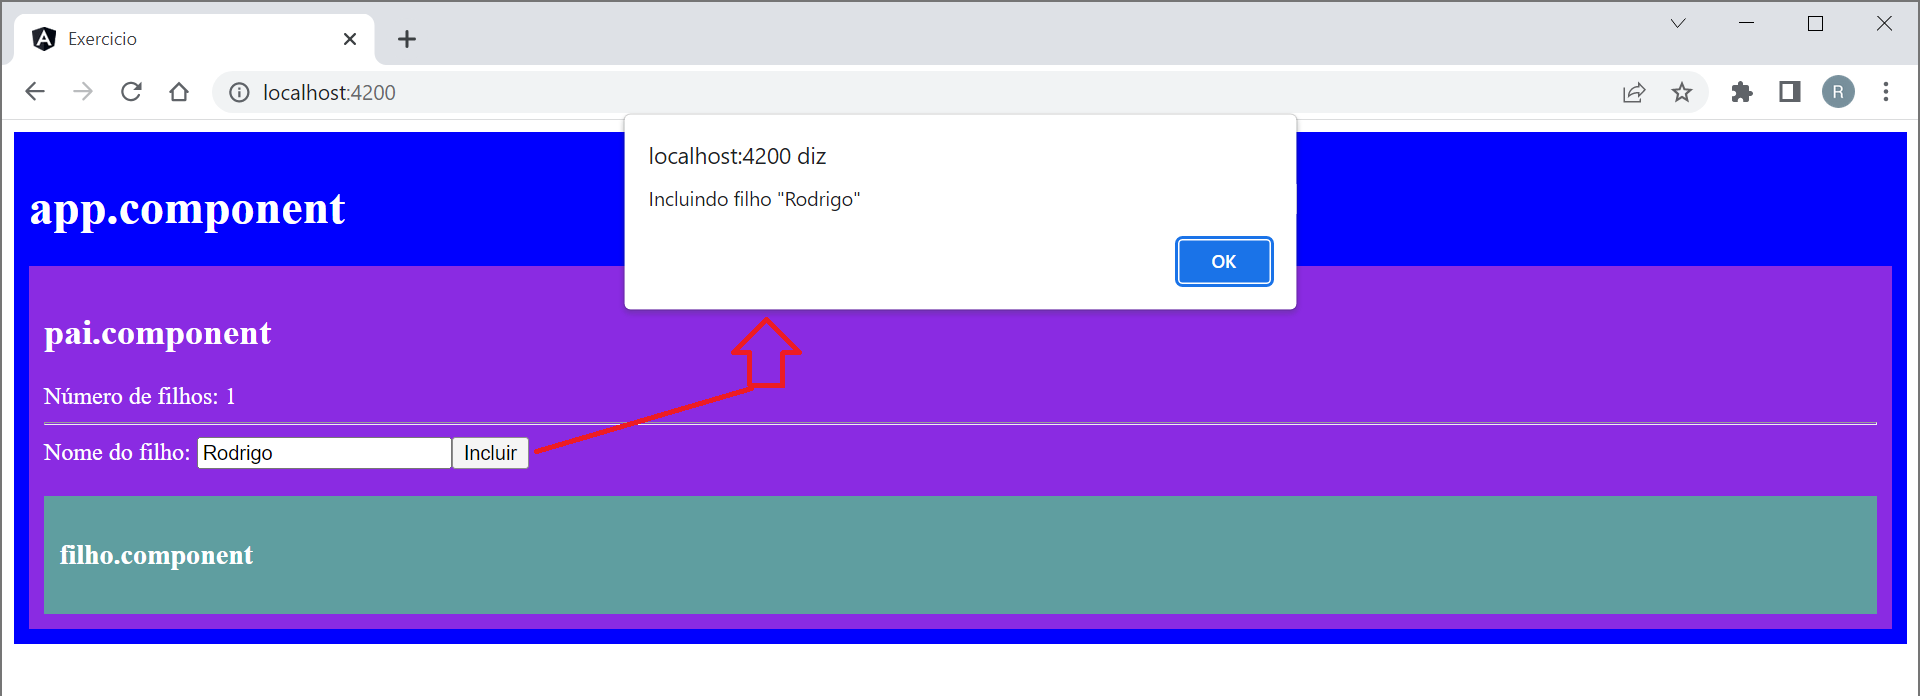 Exercicio
localhost:4200
R
localhost:4200 diz
Incluindo filho "Rodrigo"
OK
app.component
pai.component
Número de filhos: 1
Nome do filho: Rodrigo Incluir
filho.component